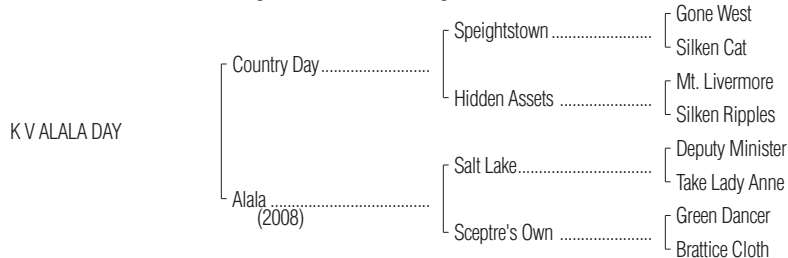 Gone West
Speightstown ........................
Silken Cat
Country Day..........................
Mt. Livermore
Hidden Assets ......................
Silken Ripples
K V ALALA DAY
Deputy Minister
Salt Lake................................
Take Lady Anne
Alala ......................................
(2008)
Green Dancer
Sceptre's Own ......................
Brattice Cloth